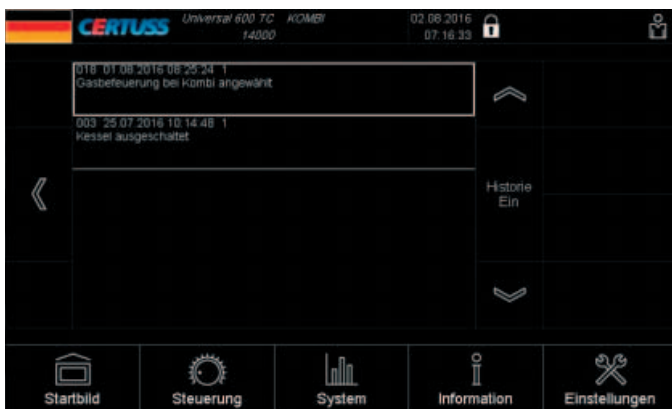 CERTUSS
Universal 600 TC KOMBI
14000
02.08.2016
07:16:33
018 01.08.2016 08:25:24 1
Gasbefeuerung bei Kombi angewählt
003 25.07.2016 10:14:48 1
Kessel ausgeschaltet
Historie
Ein
Startbild
Steuerung
System
Information
Einstellungen